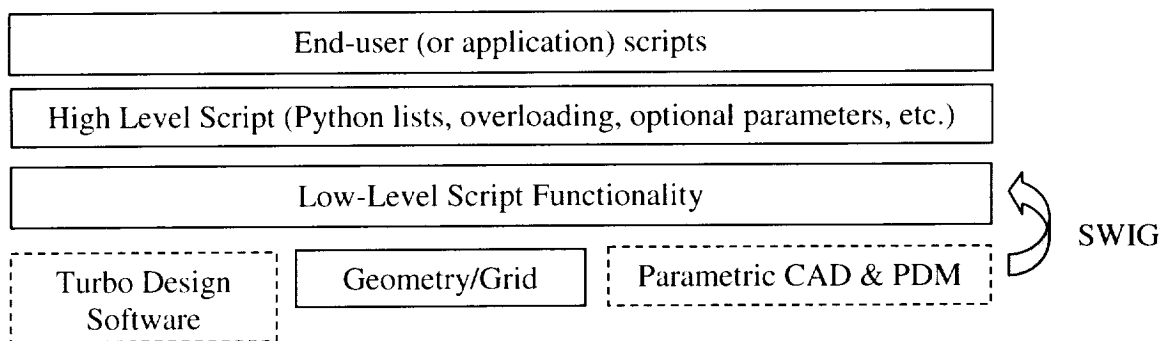 End-user (or application) scripts
High Level Script (Python lists, overloading, optional parameters, etc.)
Low-Level Script Functionality
SWIG
Turbo Design
Software
Geometry/Grid
Parametric CAD & PDM